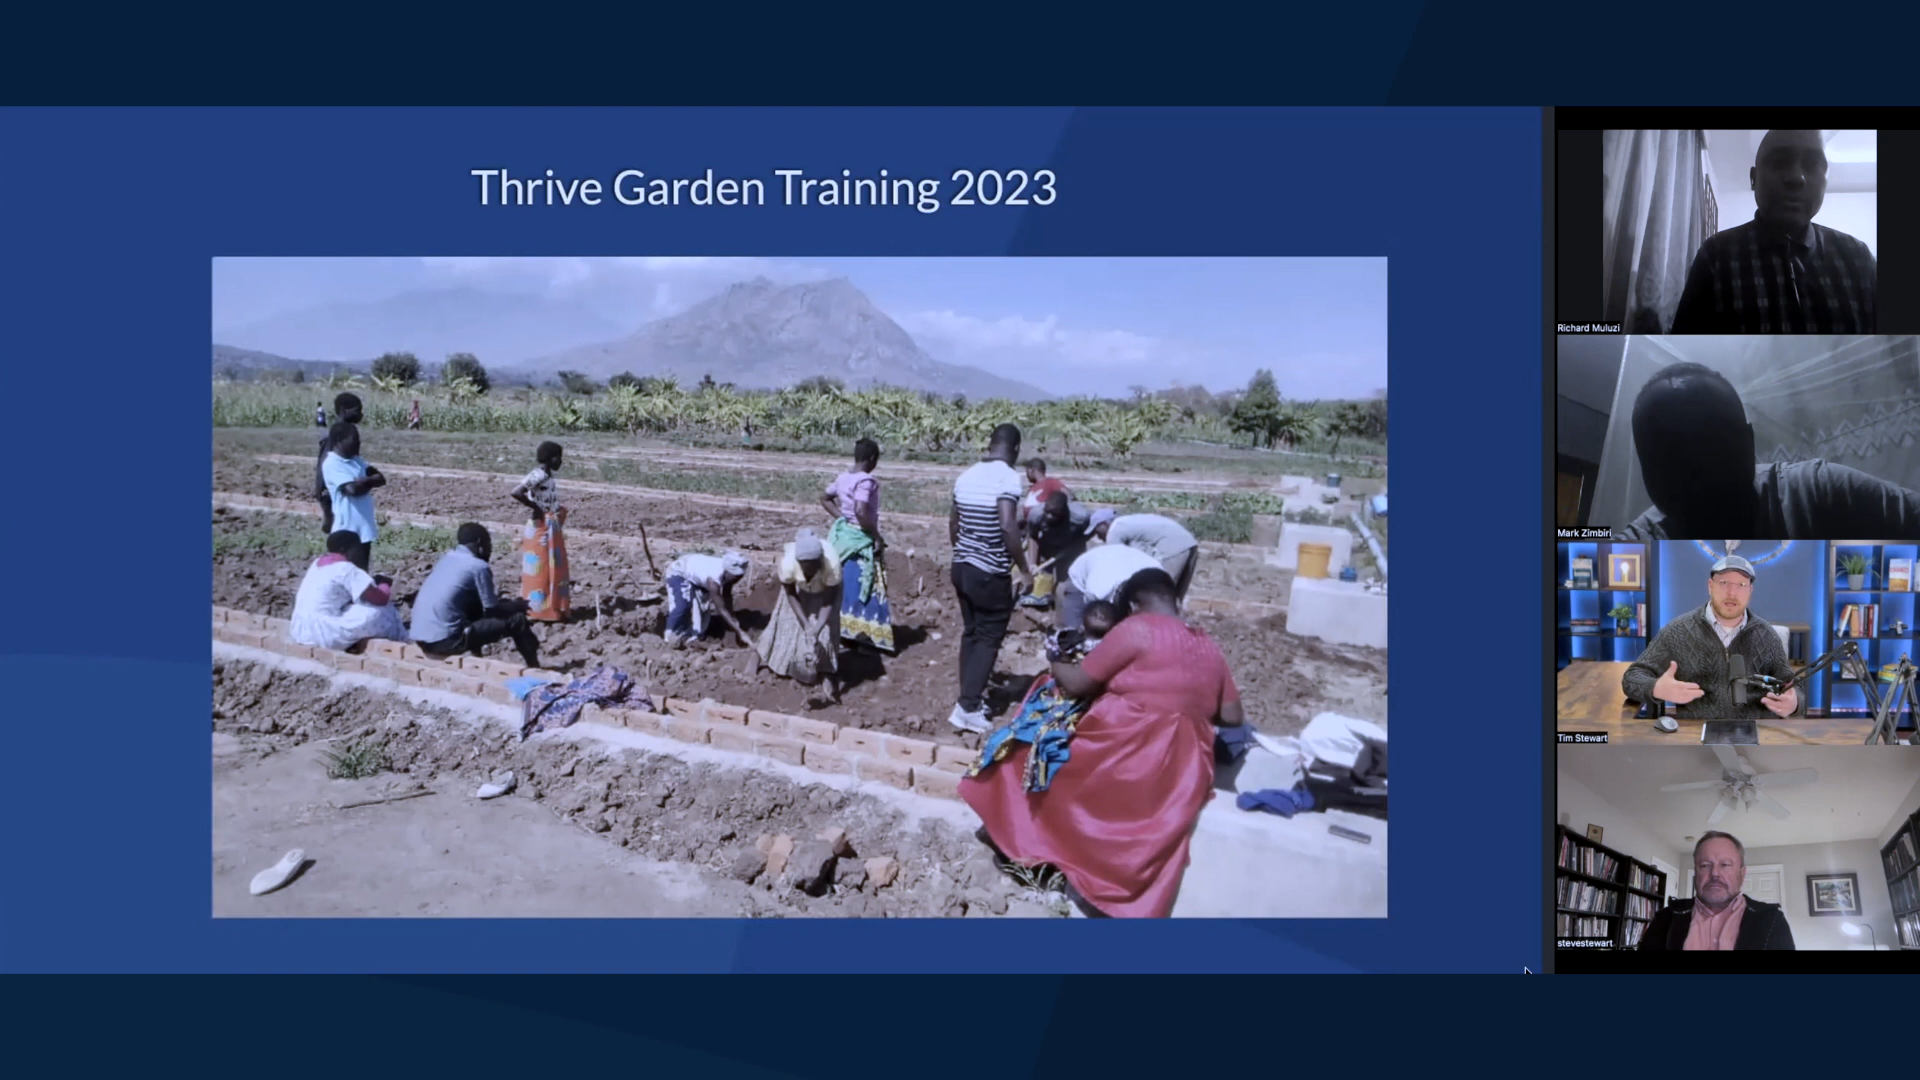 Thrive Garden Training 2023
Richard Muluzi
Mark Zimbiri
Tim Stewart
stevestewart